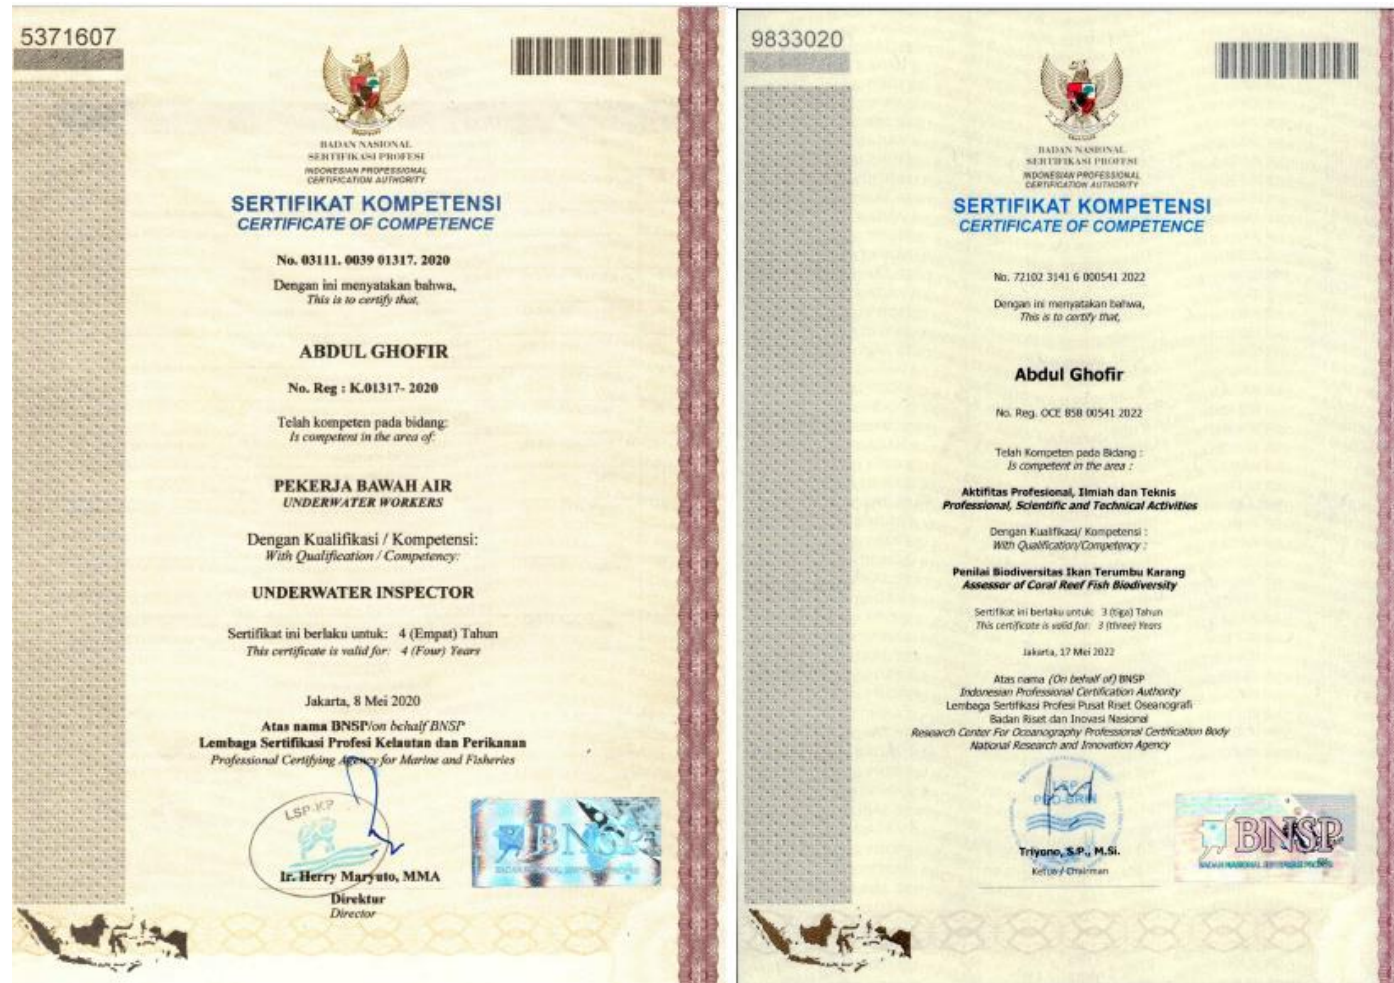 5371607
BADAN NASIONAL
SERTIFIKASI PROFESI
INDONESIAN PROFESSIONAL
CERTIFICATION AUTHORITY
SERTIFIKAT KOMPETENSI
CERTIFICATE OF COMPETENCE
No. 03111. 0039 01317. 2020
Dengan ini menyatakan bahwa,
This is to certify that,
ABDUL GHOFIR
No. Reg : K.01317- 2020
Telah kompeten pada bidang:
Is competent in the area of:
PEKERJA BAWAH AIR
UNDERWATER WORKERS
Dengan Kualifikasi / Kompetensi:
With Qualification / Competency:
UNDERWATER INSPECTOR
Sertifikat ini berlaku untuk: 4 (Empat) Tahun
This certificate is valid for: 4 (Four) Years
Jakarta, 8 Mei 2020
Atas nama BNSP/on behalf BNSP
Lembaga Sertifikasi Profesi Kelautan dan Perikanan
Professional Certifying Agency for Marine and Fisheries
LSP-KP
BNSP
Ir. Herry Maryuto, MMA
Direktur
Director
9833020
BADAN NASIONAL
SERTIFIKASI PROFESI
INDONESIAN PROFESSIONAL
CERTIFICATION AUTHORITY
SERTIFIKAT KOMPETENSI
CERTIFICATE OF COMPETENCE
No. 72102 3141 6 000541 2022
Dengan ini menyatakan bahwa,
This is to certify that,
Abdul Ghofir
No. Reg. OCE 858 00541 2022
Telah Kompeten pada Bidang :
Is competent in the area :
Aktifitas Profesional, Ilmiah dan Teknis
Professional, Scientific and Technical Activities
Dengan Kualifikasi/ Kompetensi :
With Qualification/Competency :
Penilai Biodiversitas Ikan Terumbu Karang
Assessor of Coral Reef Fish Biodiversity
Sertifikat ini berlaku untuk: 3 (tiga) Tahun
This certificate is valid for: 3 (three) Years
Jakarta, 17 Mei 2022
Atas nama (On behalf of) BNSP
Indonesian Professional Certification Authority
Lembaga Sertifikasi Profesi Pusat Riset Oseanografi
Badan Riset dan Inovasi Nasional
Research Center For Oceanography Professional Certification Body
National Research and Innovation Agency
LSP
PRO-BRIN
BNSP
Triyono, S.P., M.Si.
Ketua / Chairman